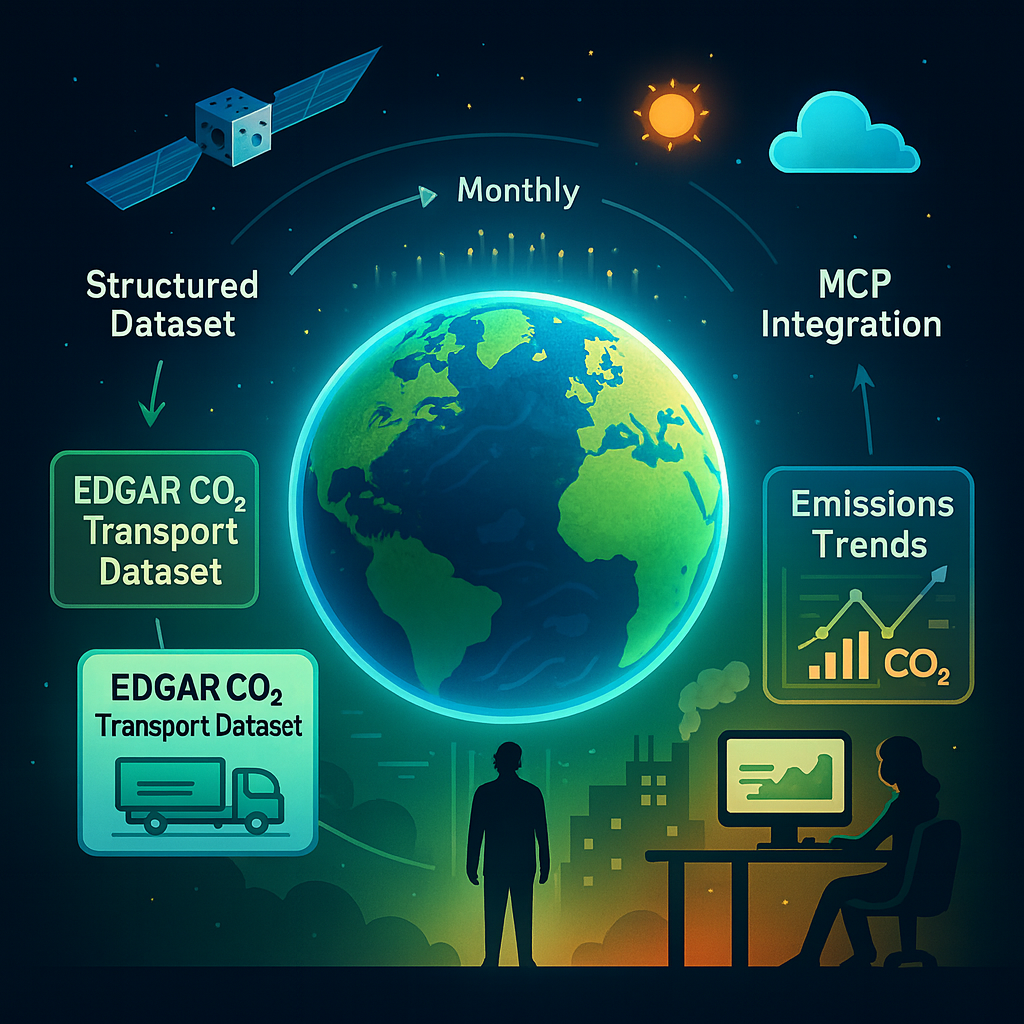 Monthly
Structured
Dataset
MCP
Integration
EDGAR CO₂
Transport
Dataset
Emissions
Trends
CO₂
EDGAR CO₂
Transport Dataset